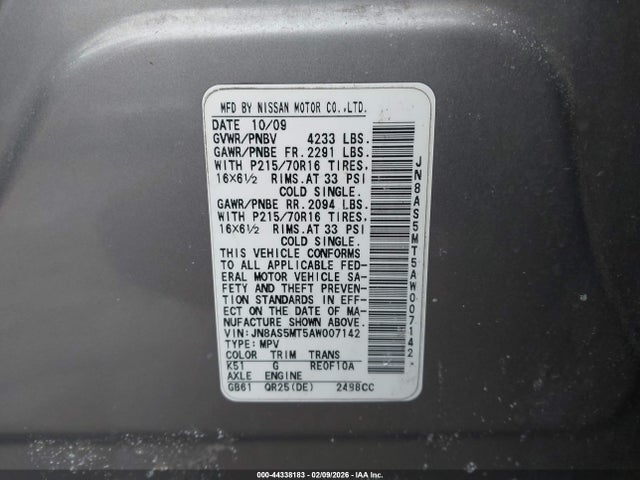 MFD BY NISSAN MOTOR CO.,LTD.
DATE 10/09
GVWR/PNBV 4233 LBS.
GAWR/PNBE FR. 2291 LBS.
WITH P215/70R16 TIRES,
16X6½ RIMS.AT 33 PSI
COLD SINGLE.
GAWR/PNBE RR. 2094 LBS.
WITH P215/70R16 TIRES,
16X6½ RIMS.AT 33 PSI
COLD SINGLE.
THIS VEHICLE CONFORMS
TO ALL APPLICABLE FED-
ERAL MOTOR VEHICLE SA-
FETY AND THEFT PREVEN-
TION STANDARDS IN EFF-
ECT ON THE DATE OF MA-
NUFACTURE SHOWN ABOVE.
VIN:JN8AS5MT5AW007142
TYPE: MPV
COLOR TRIM TRANS
K51 G RE0F10A
AXLE ENGINE
GB61 QR25(DE) 2498CC
JN8AS5MT5AW007142
000-44338183 - 02/09/2026 - IAA Inc.